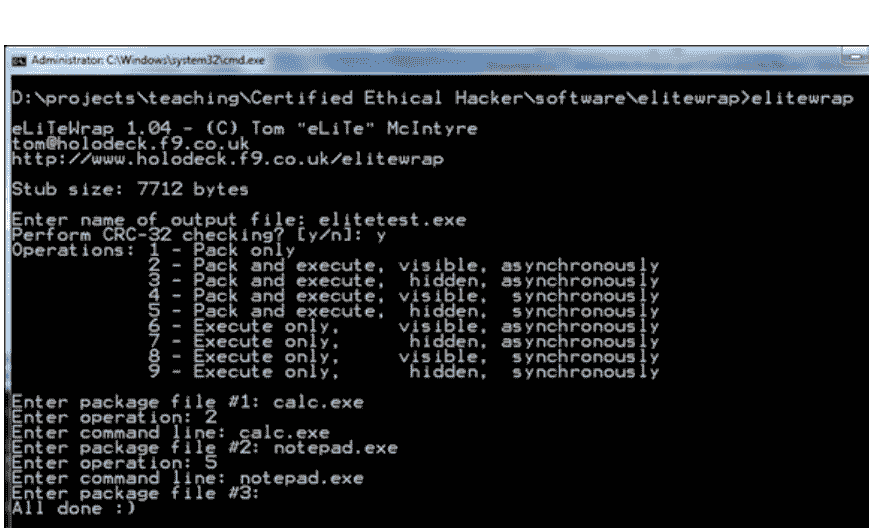 Administrator: C:\Windows\system32\cmd.exe
D:\projects\teaching\Certified Ethical Hacker\software\elitewrap>elitewrap
eLiTeWrap 1.04 - (C) Tom "eLiTe" McIntyre
tom@holodeck.f9.co.uk
http://www.holodeck.f9.co.uk/elitewrap
Stub size: 7712 bytes
Enter name of output file: elitetest.exe
Perform CRC-32 checking? [y/n]: y
Operations: 1 - Pack only
2 - Pack and execute, visible, asynchronously
3 - Pack and execute, hidden, asynchronously
4 - Pack and execute, visible, synchronously
5 - Pack and execute, hidden, synchronously
6 - Execute only, visible, asynchronously
7 - Execute only, hidden, asynchronously
8 - Execute only, visible, synchronously
9 - Execute only, hidden, synchronously
Enter package file #1: calc.exe
Enter operation: 2
Enter command line: calc.exe
Enter package file #2: notepad.exe
Enter operation: 5
Enter command line: notepad.exe
Enter package file #3:
All done :)